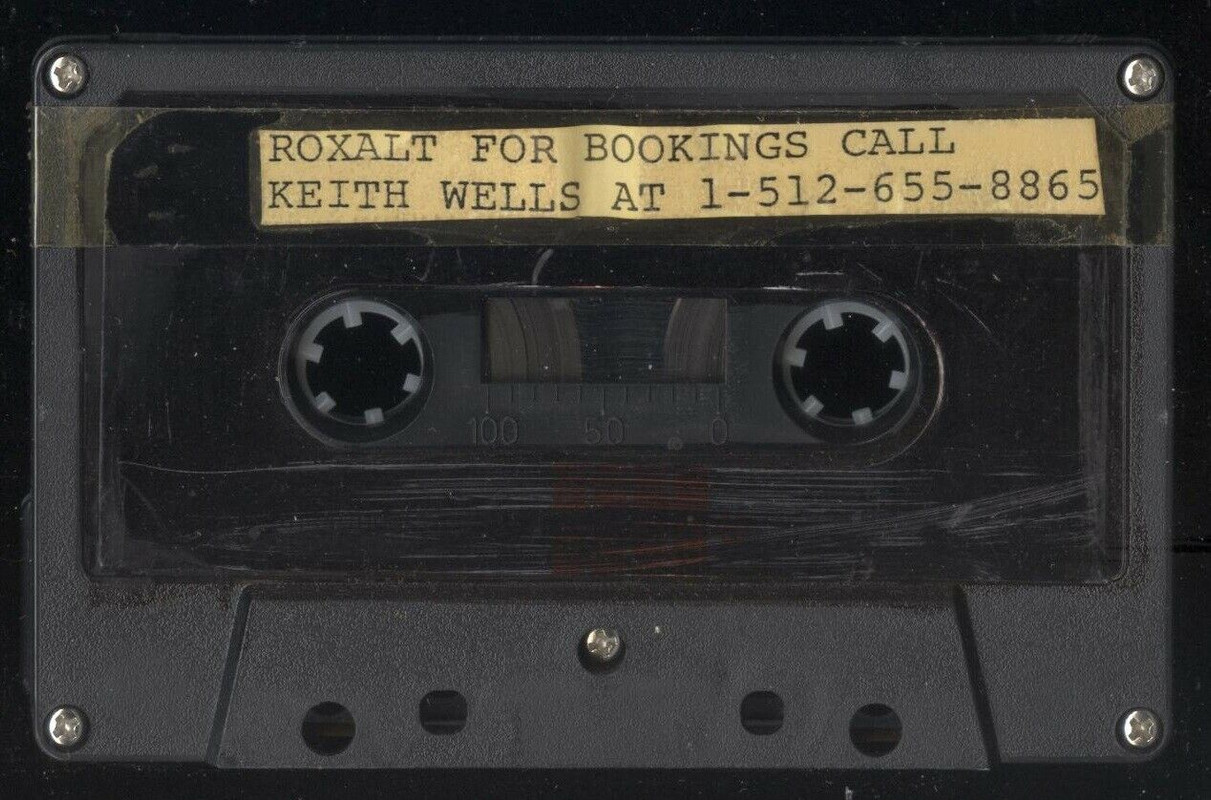 ROXALT FOR BOOKINGS CALL
KEITH WELLS AT 1-512-655-8865
100 50 0